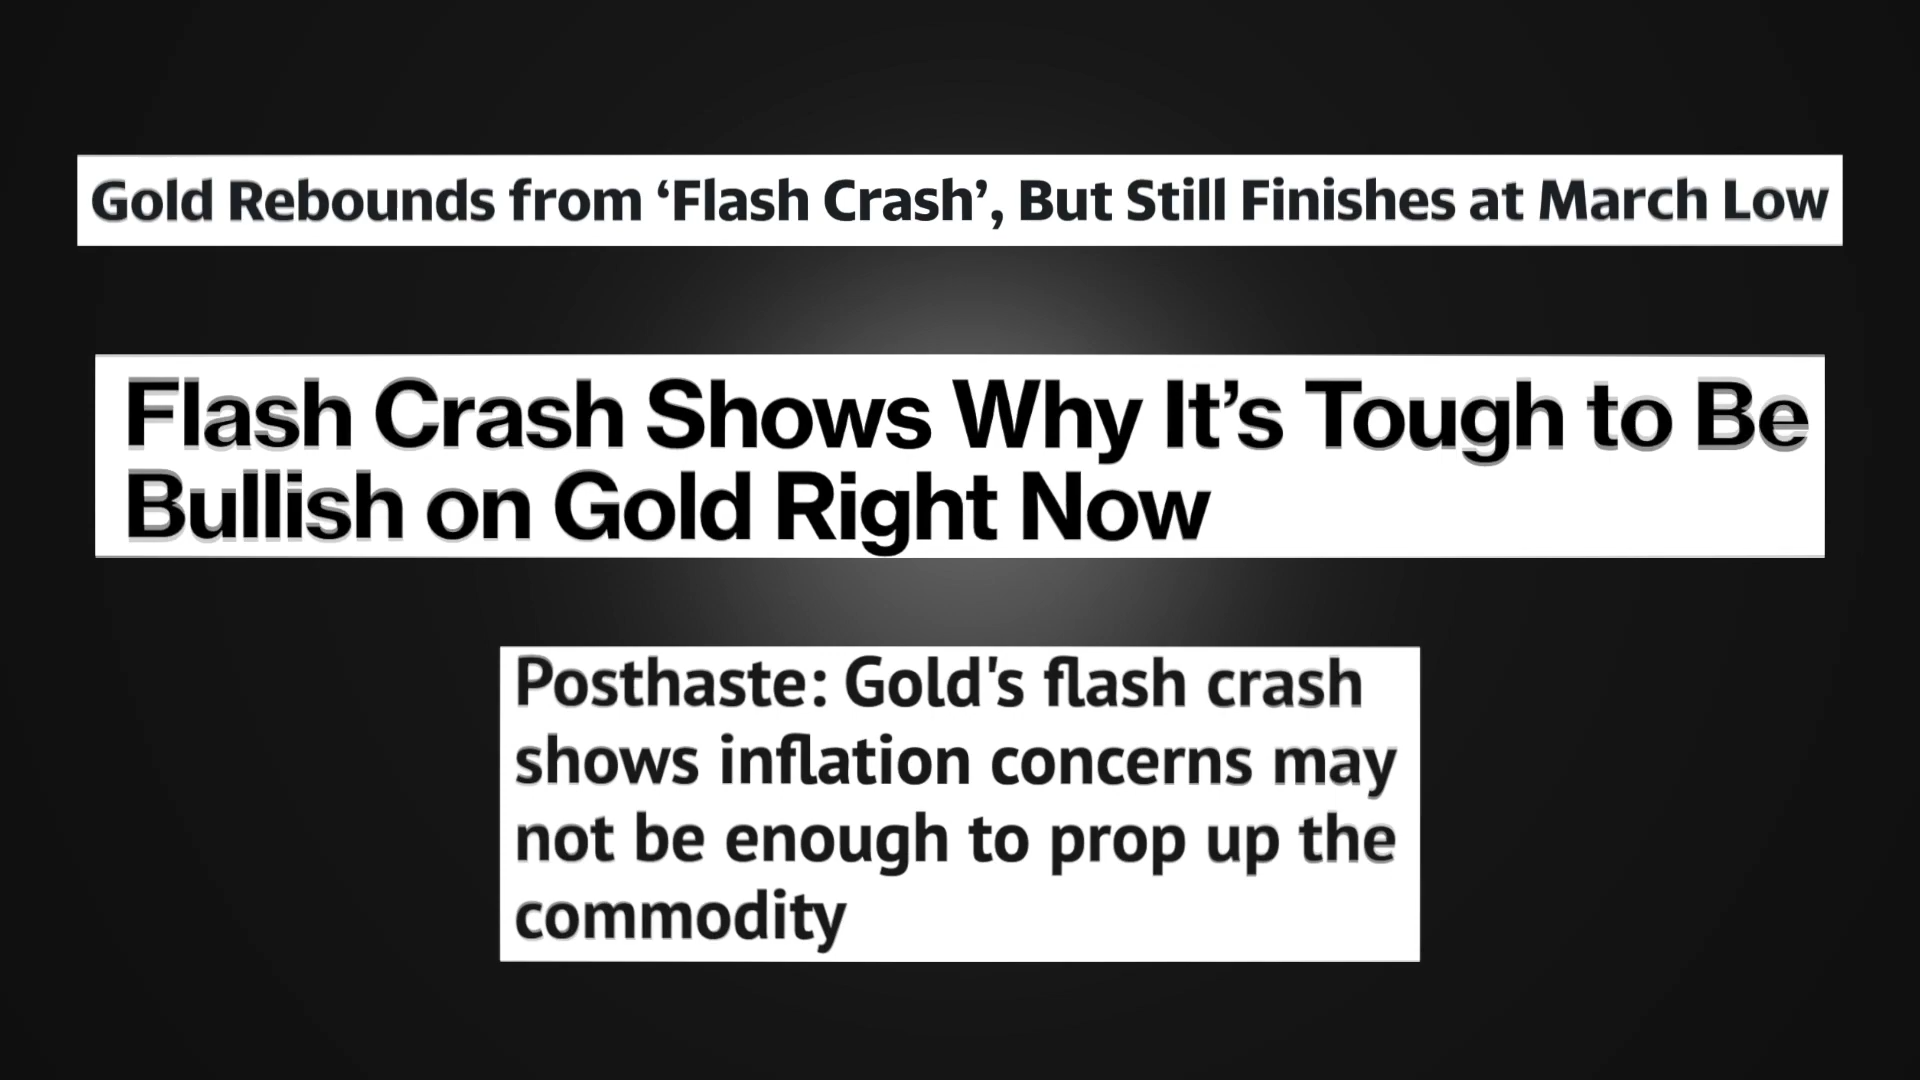 Gold Rebounds from ‘Flash Crash’, But Still Finishes at March Low
Flash Crash Shows Why It’s Tough to Be
Bullish on Gold Right Now
Posthaste: Gold's flash crash
shows inflation concerns may
not be enough to prop up the
commodity